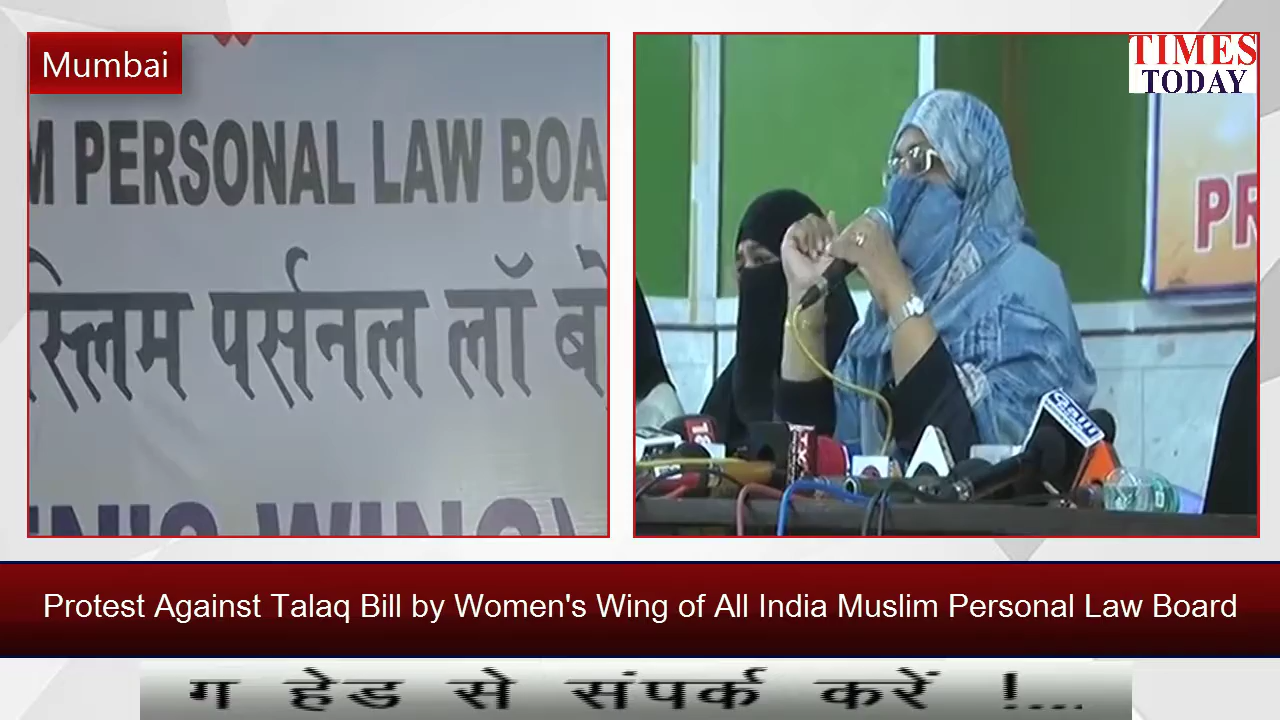 Mumbai
TIMES
TODAY
PERSONAL LAW
पर्सनल लॉ
PR
18
Protest Against Talaq Bill by Women's Wing of All India Muslim Personal Law Board
ग हेड से संपर्क करें !...